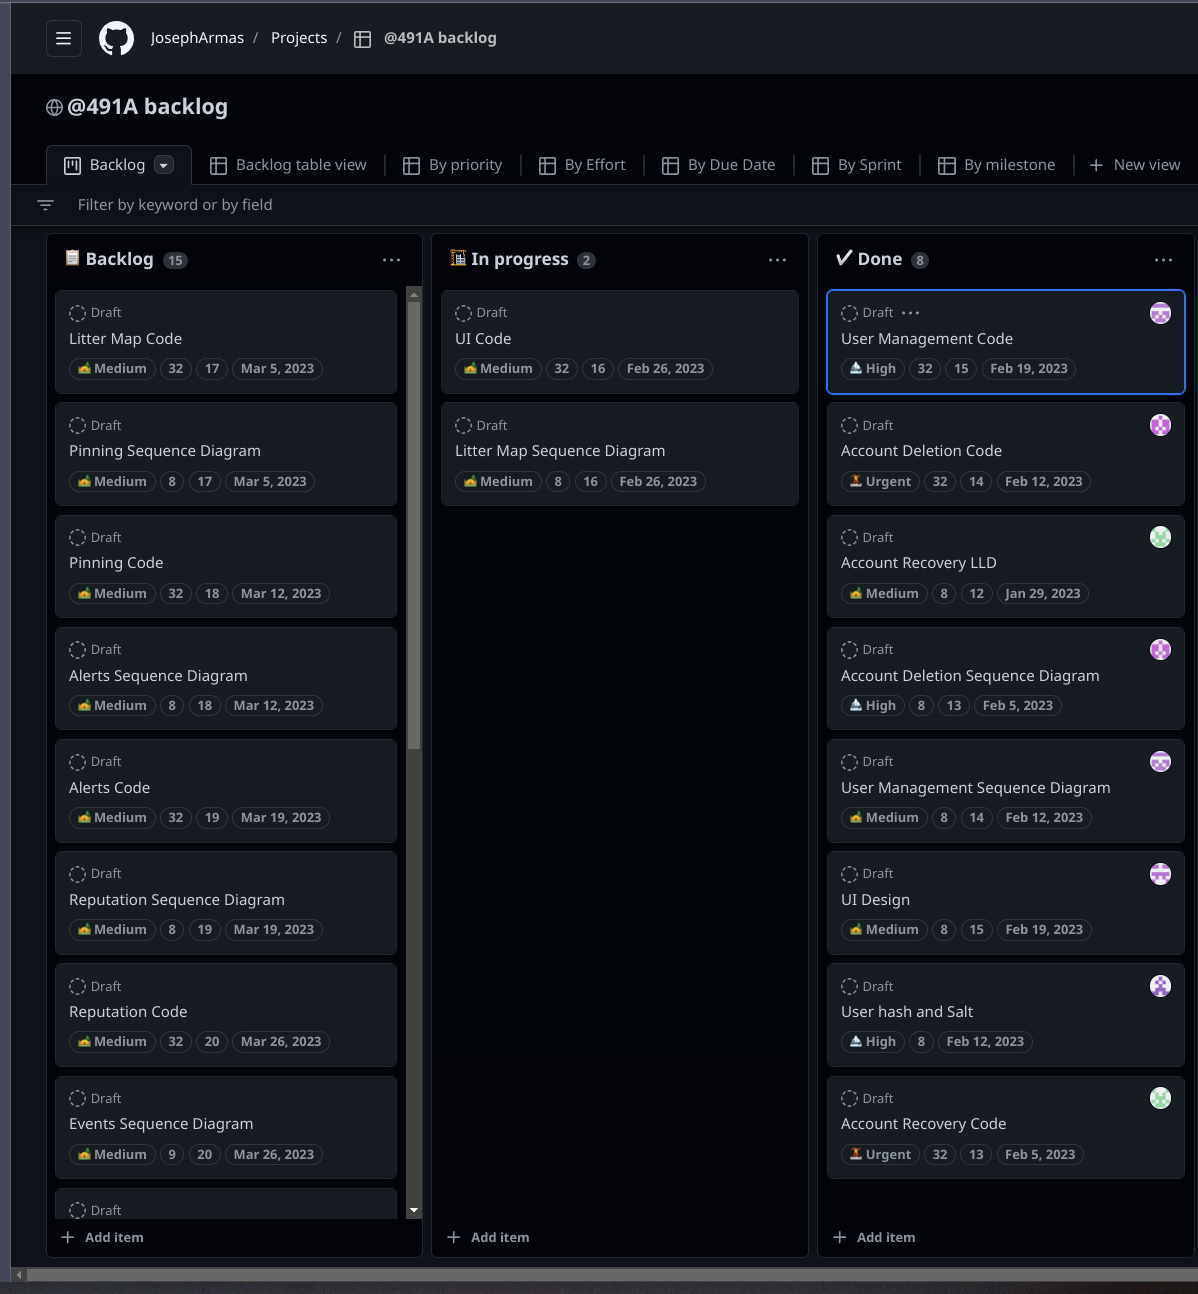 JosephArmas / Projects / @491A backlog
@491A backlog
Backlog Backlog table view By priority By Effort By Due Date By Sprint By milestone New view
Filter by keyword or by field
Backlog 15
Draft
Litter Map Code
Medium 32 17 Mar 5, 2023
Draft
Pinning Sequence Diagram
Medium 8 17 Mar 5, 2023
Draft
Pinning Code
Medium 32 18 Mar 12, 2023
Draft
Alerts Sequence Diagram
Medium 8 18 Mar 12, 2023
Draft
Alerts Code
Medium 32 19 Mar 19, 2023
Draft
Reputation Sequence Diagram
Medium 8 19 Mar 19, 2023
Draft
Reputation Code
Medium 32 20 Mar 26, 2023
Draft
Events Sequence Diagram
Medium 9 20 Mar 26, 2023
Draft
+ Add item
In progress 2
Draft
UI Code
Medium 32 16 Feb 26, 2023
Draft
Litter Map Sequence Diagram
Medium 8 16 Feb 26, 2023
+ Add item
Done 8
Draft
User Management Code
High 32 15 Feb 19, 2023
Draft
Account Deletion Code
Urgent 32 14 Feb 12, 2023
Draft
Account Recovery LLD
Medium 8 12 Jan 29, 2023
Draft
Account Deletion Sequence Diagram
High 8 13 Feb 5, 2023
Draft
User Management Sequence Diagram
Medium 8 14 Feb 12, 2023
Draft
UI Design
Medium 8 15 Feb 19, 2023
Draft
User hash and Salt
High 8 Feb 12, 2023
Draft
Account Recovery Code
Urgent 32 13 Feb 5, 2023
+ Add item